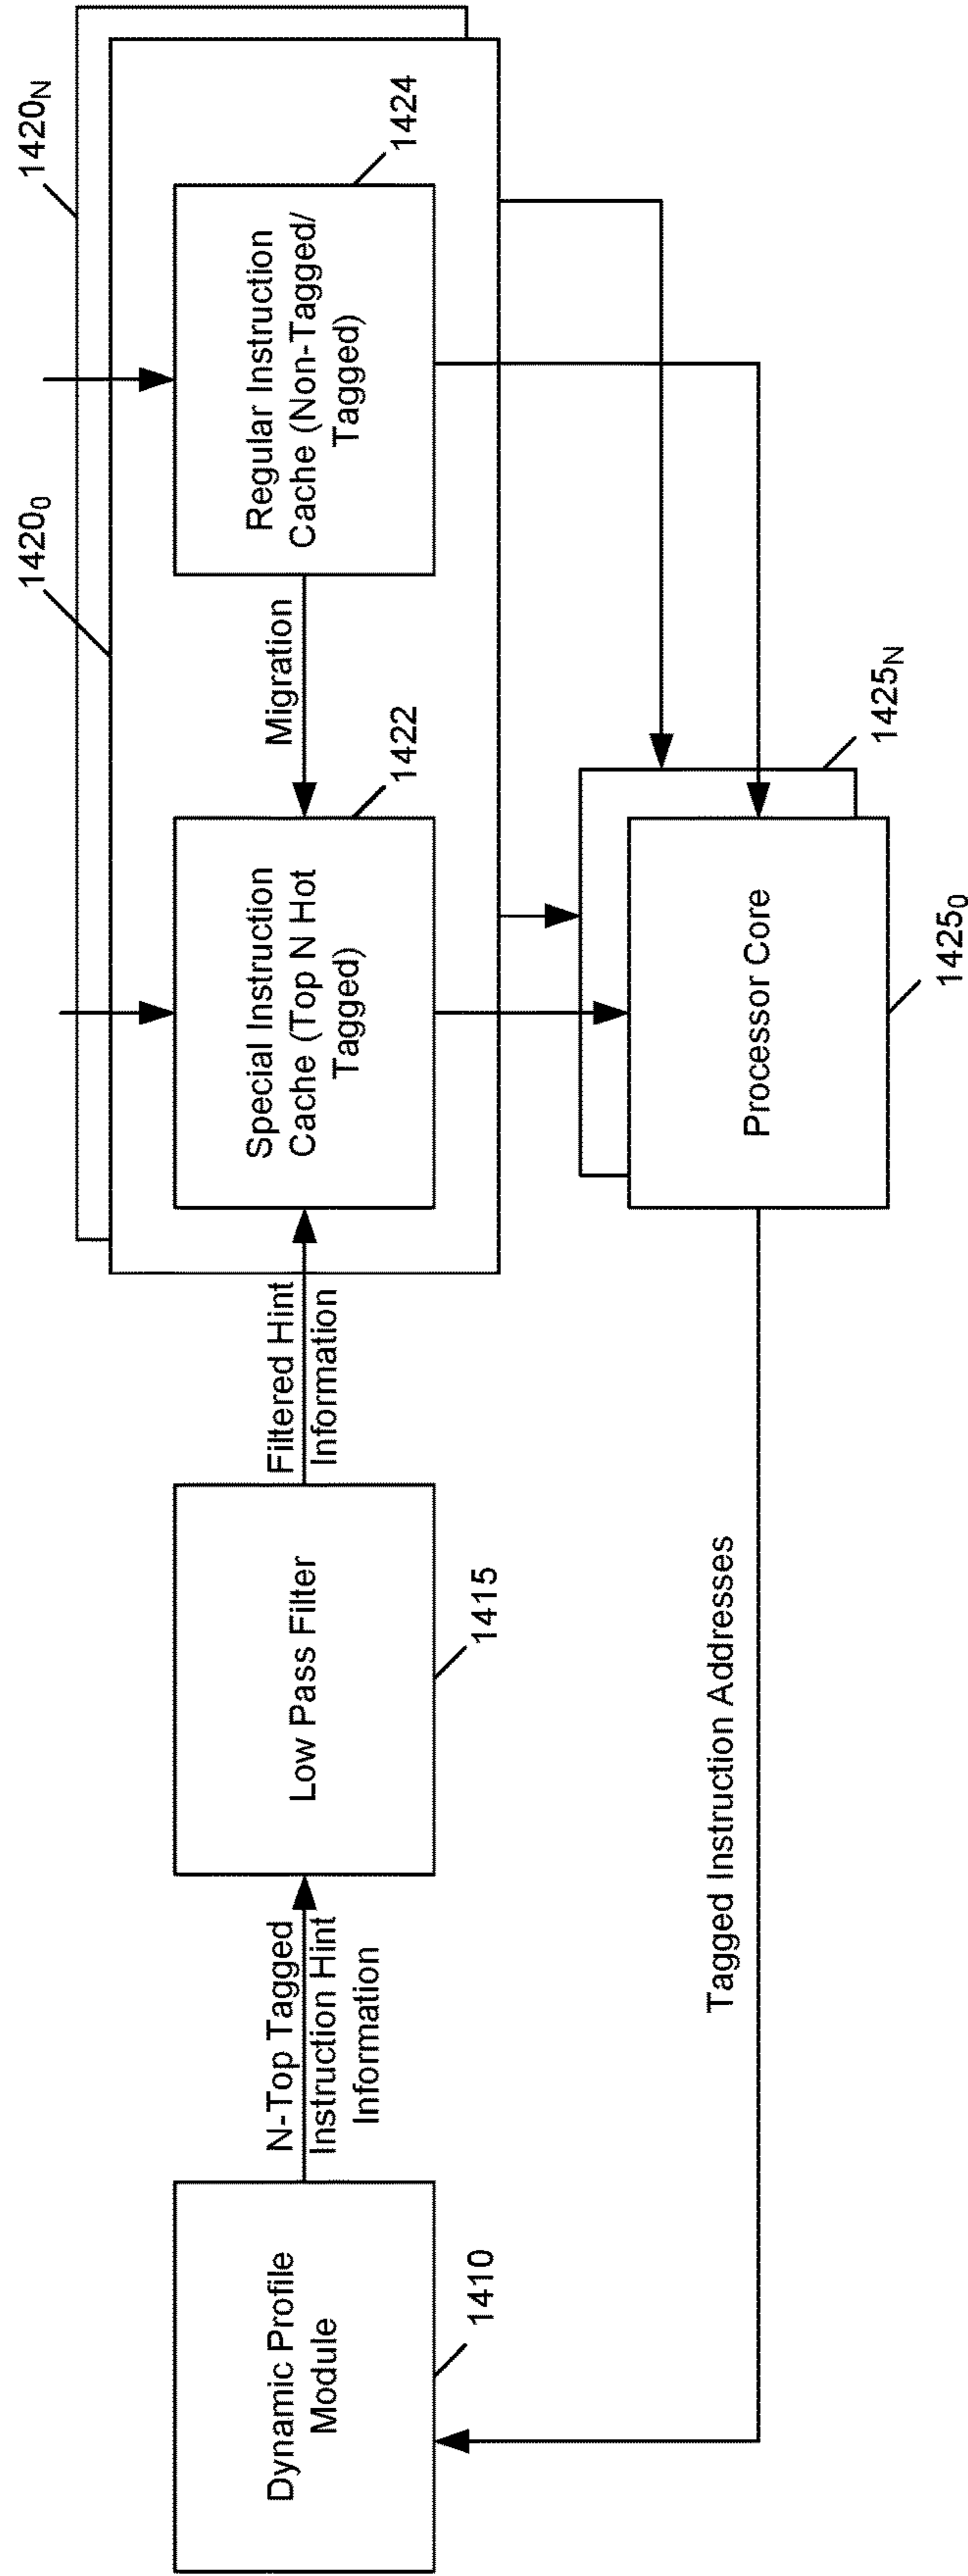 1420N
14200
Dynamic Profile
Module
1410
N-Top Tagged
Instruction Hint
Information
Low Pass Filter
1415
Filtered Hint
Information
Special Instruction
Cache (Top N Hot
Tagged)
1422
Migration
Regular Instruction
Cache (Non-Tagged/
Tagged)
1424
Tagged Instruction Addresses
Processor Core
1425N
14250